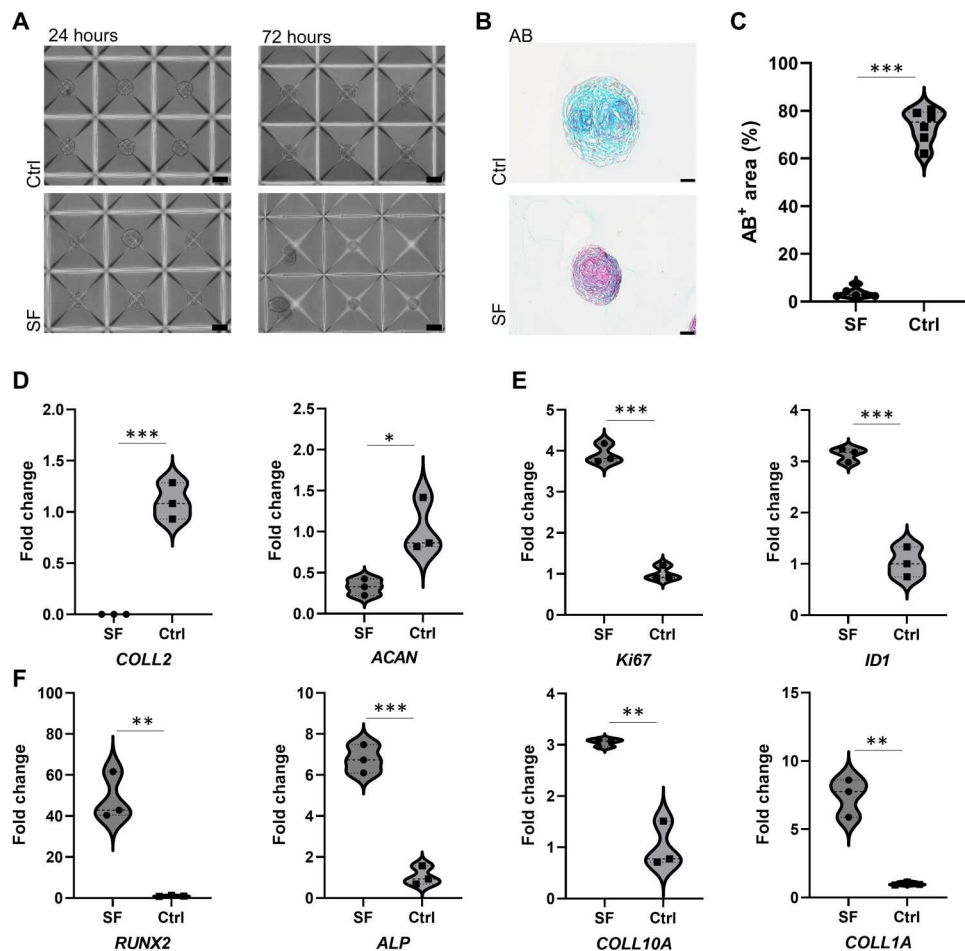 A
24 hours
72 hours
Ctrl
SF
B
AB
Ctrl
SF
C
***
AB+ area (%)
100
80
60
40
20
0
SF Ctrl
D
***
Fold change
2.0
1.5
1.0
0.5
0.0
SF Ctrl
COLL2
*
Fold change
2.5
2.0
1.5
1.0
0.5
0.0
SF Ctrl
ACAN
E
***
Fold change
5
4
3
2
1
0
SF Ctrl
Ki67
***
Fold change
4
3
2
1
0
SF Ctrl
ID1
F
**
Fold change
100
80
60
40
20
0
SF Ctrl
RUNX2
***
Fold change
8
6
4
2
0
SF Ctrl
ALP
**
Fold change
4
3
2
1
0
SF Ctrl
COLL10A
**
Fold change
15
10
5
0
SF Ctrl
COLL1A